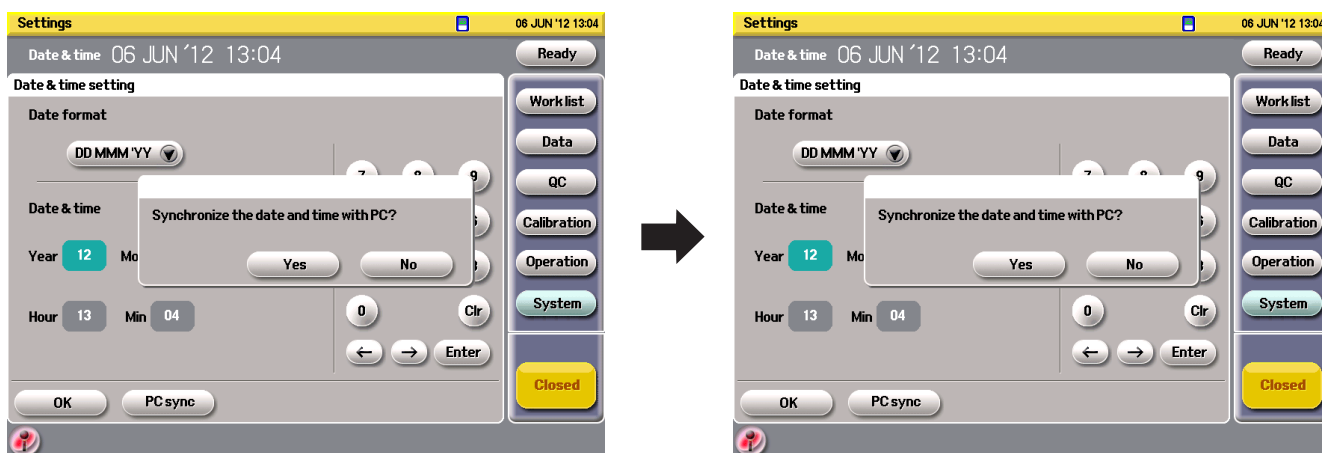 Settings
06 JUN '12 13:04
Date & time 06 JUN ´12 13:04
Ready
Date & time setting
Date format
DD MMM 'YY
Date & time
Synchronize the date and time with PC?
Year 12 Mo
Yes No
Hour 13 Min 04
0 Clr
← → Enter
OK PC sync
Work list
Data
QC
Calibration
Operation
System
Closed
Settings
06 JUN '12 13:04
Date & time 06 JUN ´12 13:04
Ready
Date & time setting
Date format
DD MMM 'YY
Date & time
Synchronize the date and time with PC?
Year 12 Mo
Yes No
Hour 13 Min 04
0 Clr
← → Enter
OK PC sync
Work list
Data
QC
Calibration
Operation
System
Closed